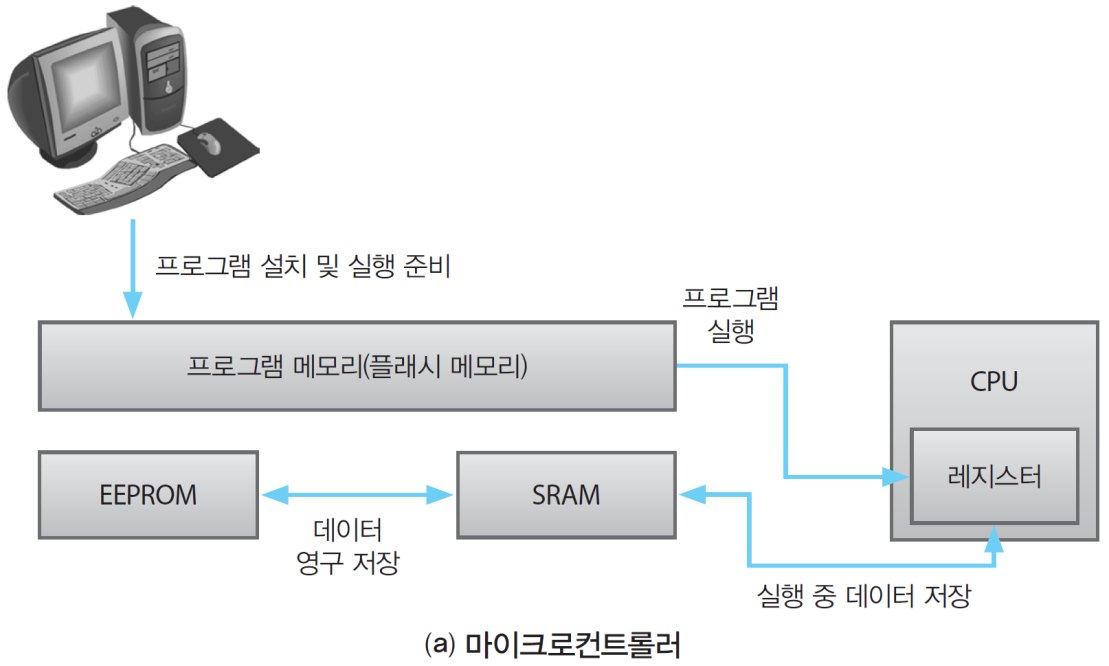 프로그램 설치 및 실행 준비
프로그램
실행
프로그램 메모리(플래시 메모리)
CPU
레지스터
EEPROM
SRAM
데이터
영구 저장
실행 중 데이터 저장
(a) 마이크로컨트롤러